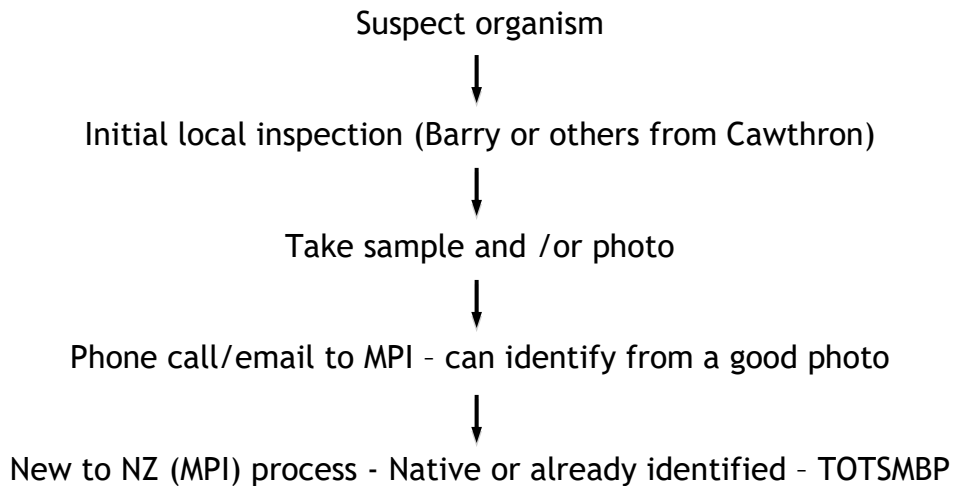 Suspect organism
Initial local inspection (Barry or others from Cawthron)
Take sample and /or photo
Phone call/email to MPI – can identify from a good photo
New to NZ (MPI) process - Native or already identified – TOTSMBP